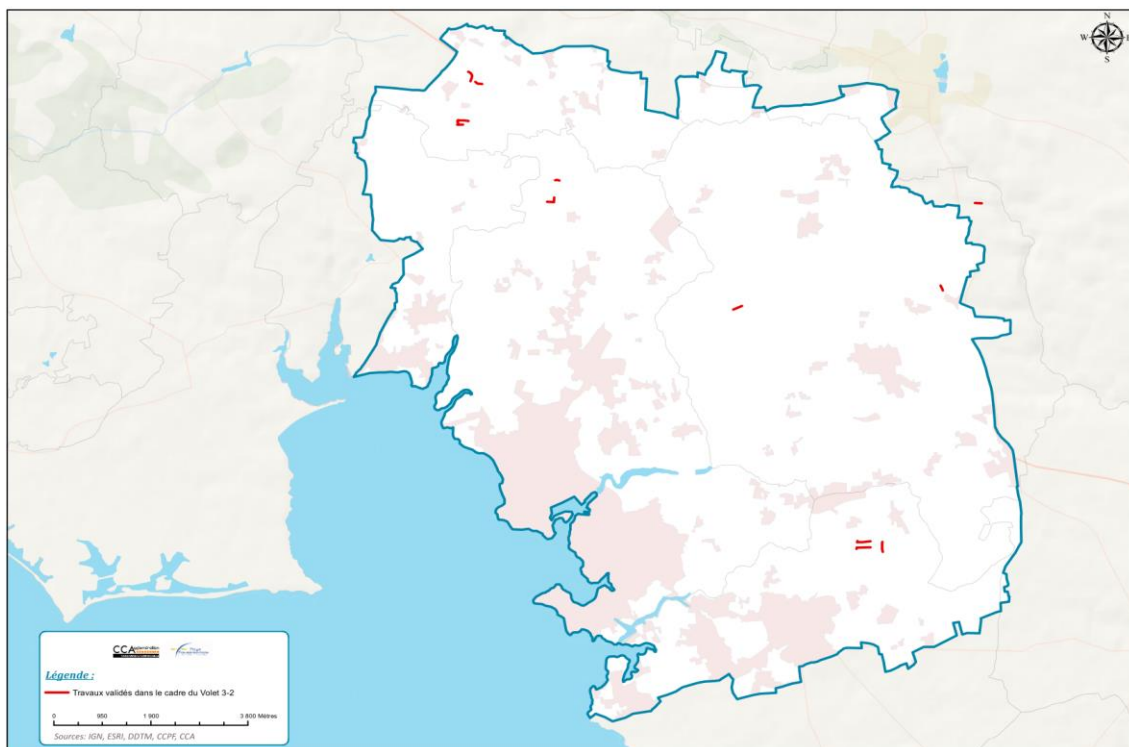 N
W E
S
CCA
Légende :
Travaux validés dans le cadre du Volet 3-2
0 950 1 900 3 800 Mètres
Sources: IGN, ESRI, DDTM, CCPF, CCA